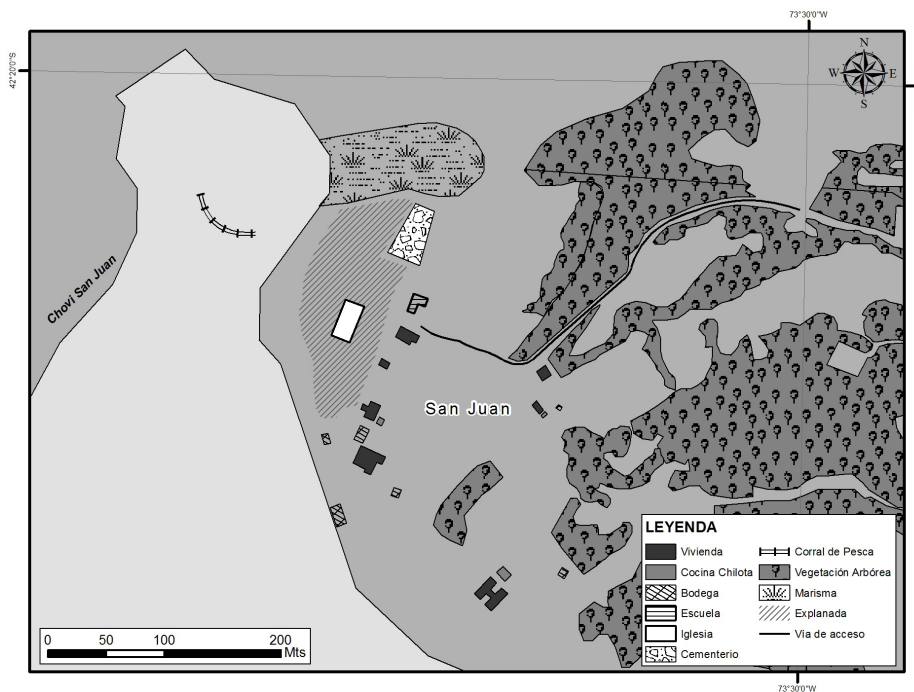 73°30'0"W
42°20'0"S
N
W E
S
Chovi San Juan
San Juan
LEYENDA
Vivienda
Cocina Chilota
Bodega
Escuela
Iglesia
Cementerio
Corral de Pesca
Vegetación Arbórea
Marisma
Explanada
Vía de acceso
0 50 100 200
Mts
73°30'0"W